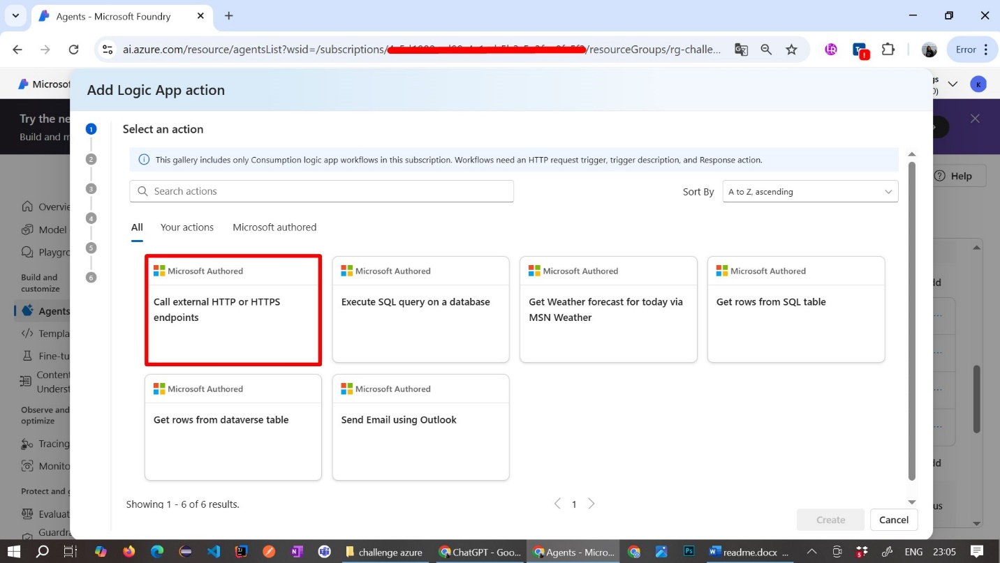 Agents - Microsoft Foundry
ai.azure.com/resource/agentsList?wsid=/subscriptions/
/resourceGroups/rg-challe...
Error
Microsof
gs
0)
K
Add Logic App action
Try the ne
Build and m
1
Select an action
2
This gallery includes only Consumption logic app workflows in this subscription. Workflows need an HTTP request trigger, trigger description, and Response action.
Help
3
Search actions
Sort By
A to Z, ascending
Overvie
4
All
Your actions
Microsoft authored
Model
5
Playgro
6
Build and
customize
Agents
Templa
Fine-tu
Content
Underst
Observe and
optimize
Tracing
Monito
Protect and g
Evaluat
Guardra
Microsoft Authored
Call external HTTP or HTTPS
endpoints
Microsoft Authored
Execute SQL query on a database
Microsoft Authored
Get Weather forecast for today via
MSN Weather
Microsoft Authored
Get rows from SQL table
Microsoft Authored
Get rows from dataverse table
Microsoft Authored
Send Email using Outlook
dd
dd
us
Showing 1 - 6 of 6 results.
1
Create
Cancel
challenge azure
ChatGPT - Goo...
Agents - Micro...
Ps
readme.docx ...
ENG
23:05